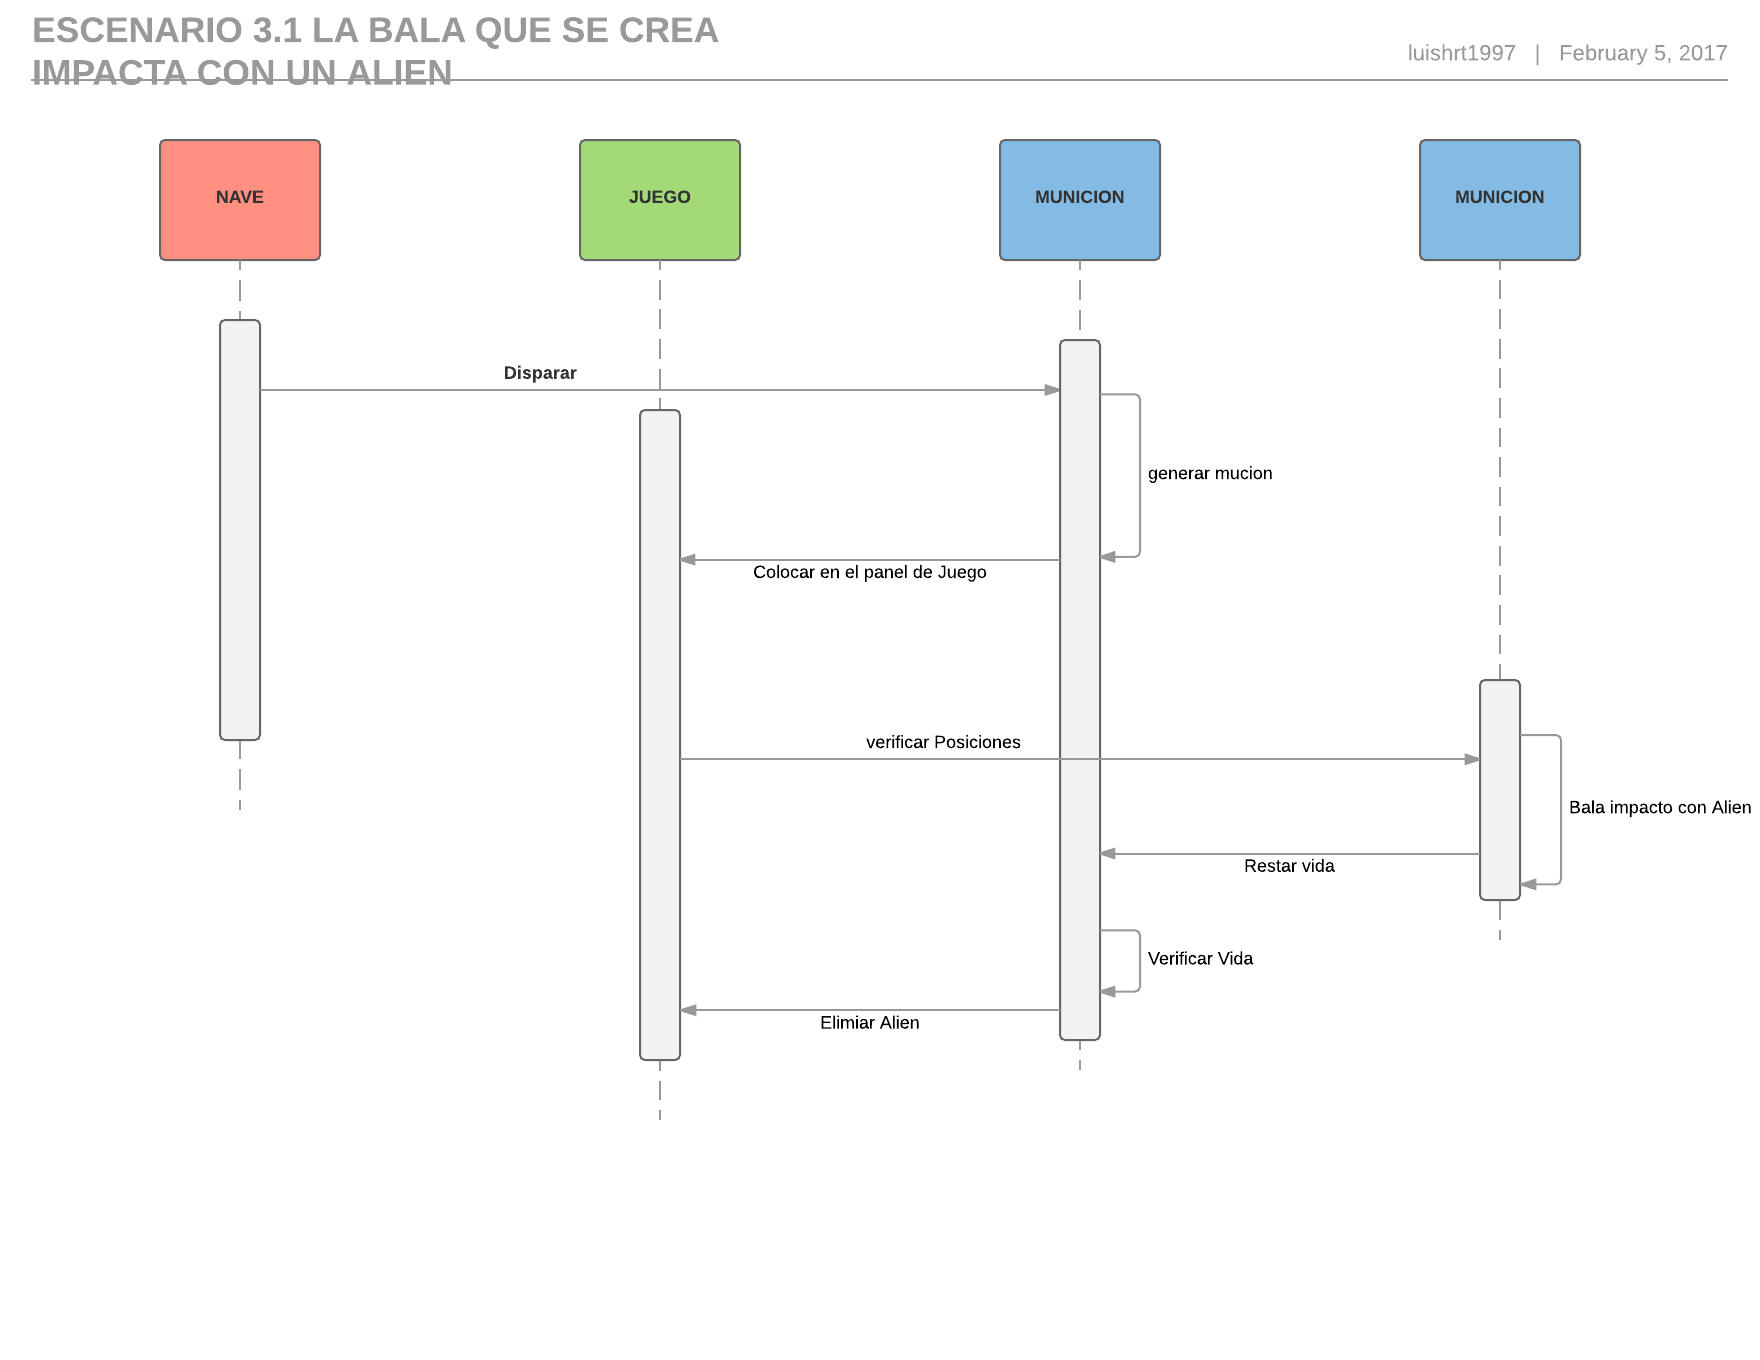 ESCENARIO 3.1 LA BALA QUE SE CREA
IMPACTA CON UN ALIEN
luishrt1997 | February 5, 2017
NAVE
JUEGO
MUNICION
MUNICION
Disparar
generar mucion
Colocar en el panel de Juego
verificar Posiciones
Bala impacto con Alien
Restar vida
Verificar Vida
Elimiar Alien